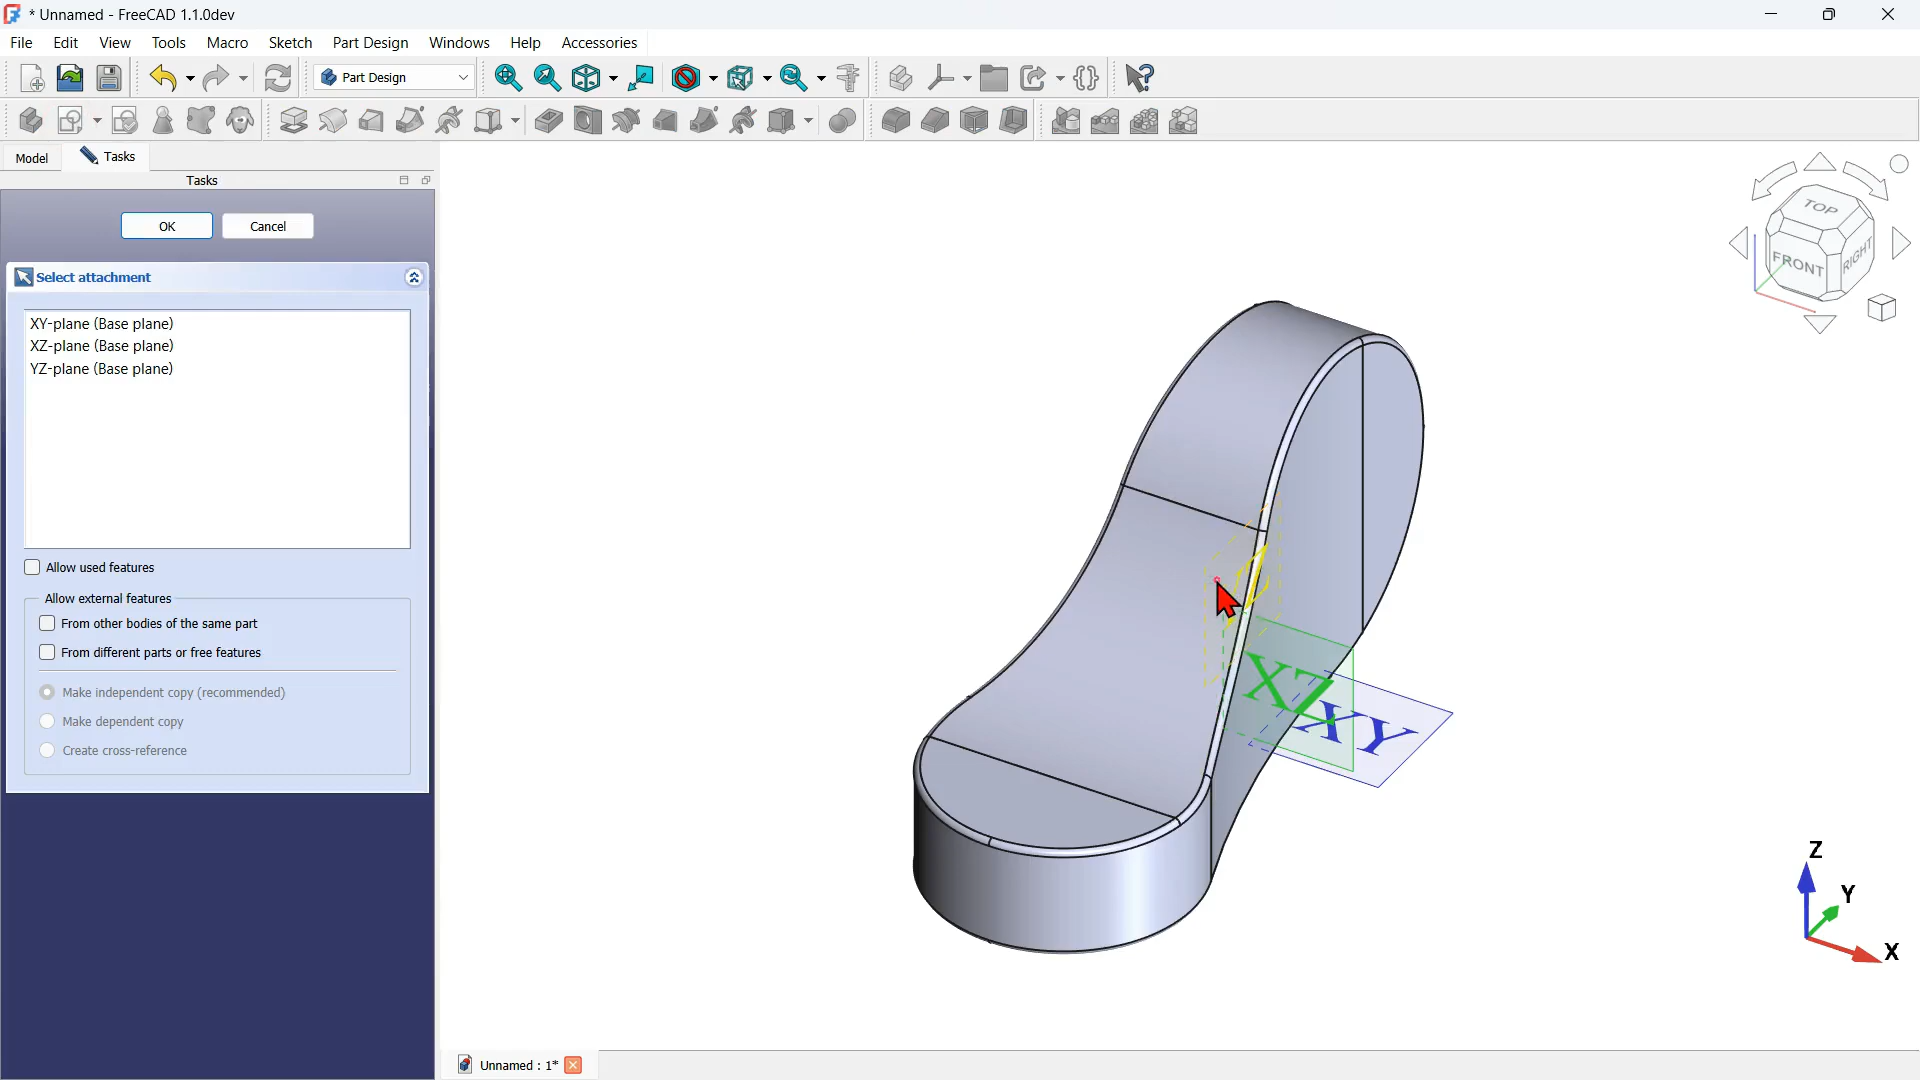 * Unnamed - FreeCAD 1.1.0dev
File Edit View Tools Macro Sketch Part Design Windows Help Accessories
Part Design
Model Tasks
Tasks
OK Cancel
Select attachment
XY-plane (Base plane)
XZ-plane (Base plane)
YZ-plane (Base plane)
Allow used features
Allow external features
From other bodies of the same part
From different parts or free features
Make independent copy (recommended)
Make dependent copy
Create cross-reference
TOP
FRONT RIGHT
XZ
XY
Z
Y
X
Unnamed : 1*